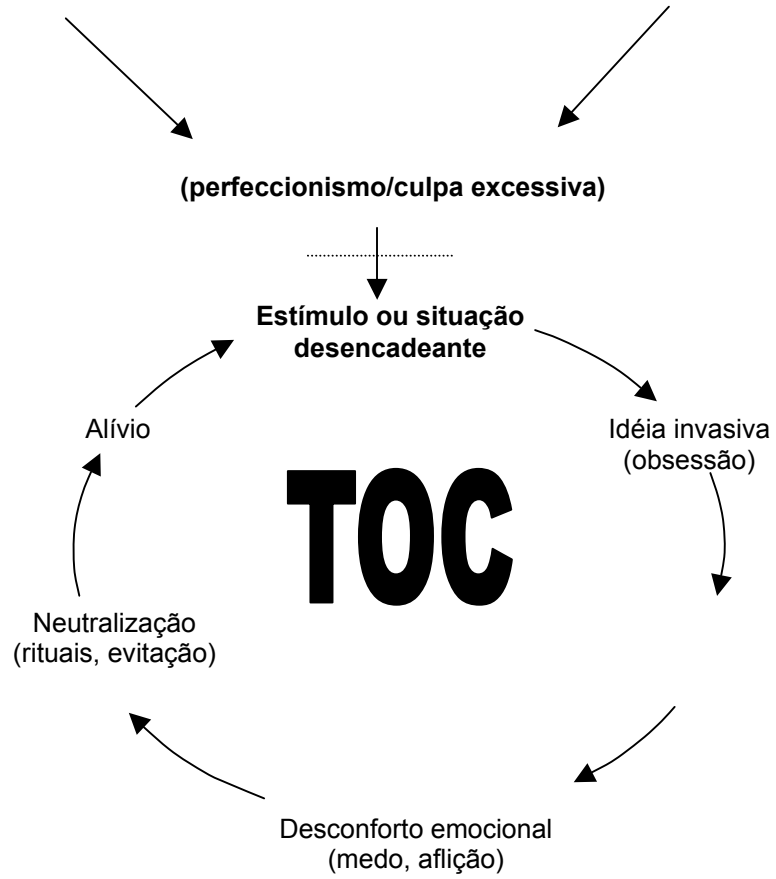 (perfeccionismo/culpa excessiva)
Estímulo ou situação
desencadeante
Alívio
Idéia invasiva
(obsessão)
TOC
Neutralização
(rituais, evitação)
Desconforto emocional
(medo, aflição)